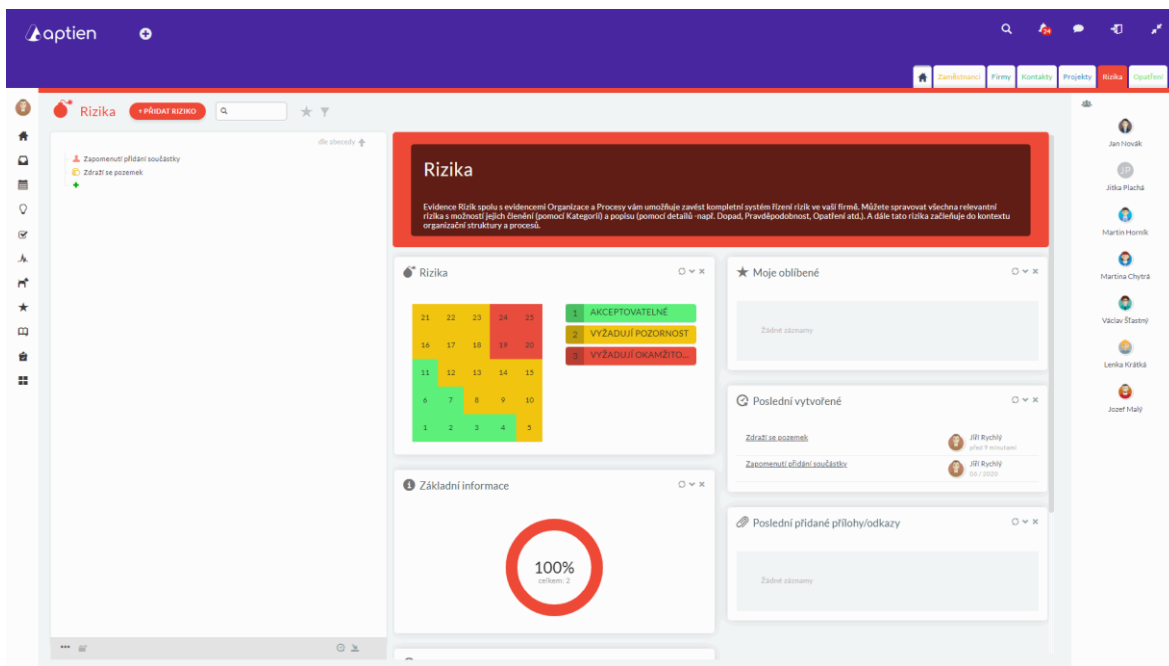 aptien
24
Zaměstnanci Firmy Kontakty Projekty Rizika Opatření
Rizika + PŘIDAT RIZIKO
dle abecedy
Zapomenutí přidání součástky
Zdraží se pozemek
Rizika
Evidence Rizik spolu s evidencemi Organizace a Procesy vám umožňuje zavést kompletní systém řízení rizik ve vaší firmě. Můžete spravovat všechna relevantní
rizika s možností jejich členění (pomocí Kategorií) a popisu (pomocí detailů -např. Dopad, Pravděpodobnost, Opatření atd.). A dále tato rizika začleňuje do kontextu
organizační struktury a procesů.
Rizika
21 22 23 24 25
16 17 18 19 20
11 12 13 14 15
6 7 8 9 10
1 2 3 4 5
1 AKCEPTOVATELNÉ
2 VYŽADUJÍ POZORNOST
3 VYŽADUJÍ OKAMŽITO...
Základní informace
100%
celkem: 2
Moje oblíbené
Žádné záznamy
Poslední vytvořené
Zdraží se pozemek
Jiří Rychlý
před 9 minutami
Zapomenutí přidání součástky
Jiří Rychlý
05 / 2020
Poslední přidané přílohy/odkazy
Žádné záznamy
Jan Novák
JP
Jitka Plachá
Martin Horník
Martina Chytrá
Václav Šťastný
Lenka Krátká
Jozef Malý